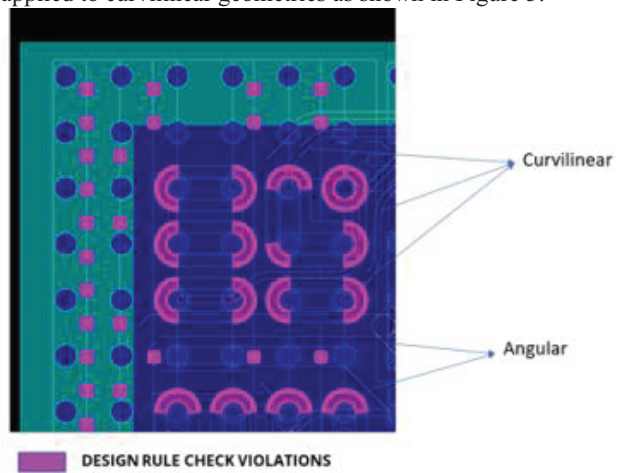 applied to curvilinear geometries as shown in Figure 3.
Curvilinear
Angular
DESIGN RULE CHECK VIOLATIONS